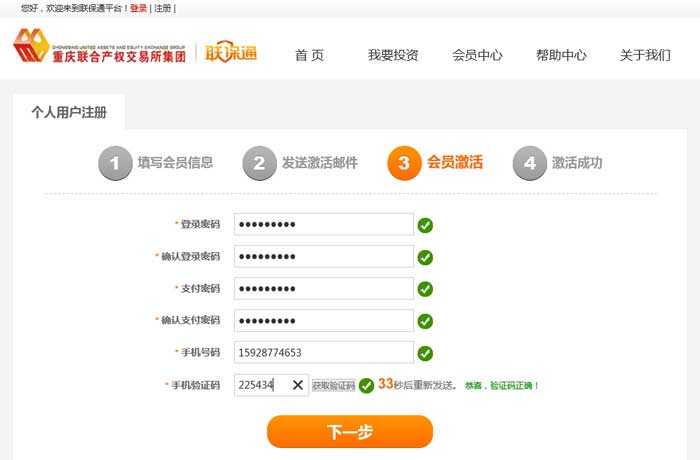 您好，欢迎来到联保通平台！登录 | 注册 |
CHONGQING UNITED ASSETS AND EQUITY EXCHANGE GROUP
重庆联合产权交易所集团 联保通 首 页 我要投资 会员中心 帮助中心 关于我们
个人用户注册
1 填写会员信息 2 发送激活邮件 3 会员激活 4 激活成功
* 登录密码 ●●●●●●●●●
* 确认登录密码 ●●●●●●●●●
* 支付密码 ●●●●●●●●●
* 确认支付密码 ●●●●●●●●●
* 手机号码 15928774653
* 手机验证码 225434 获取验证码 33秒后重新发送。 恭喜，验证码正确！
下一步